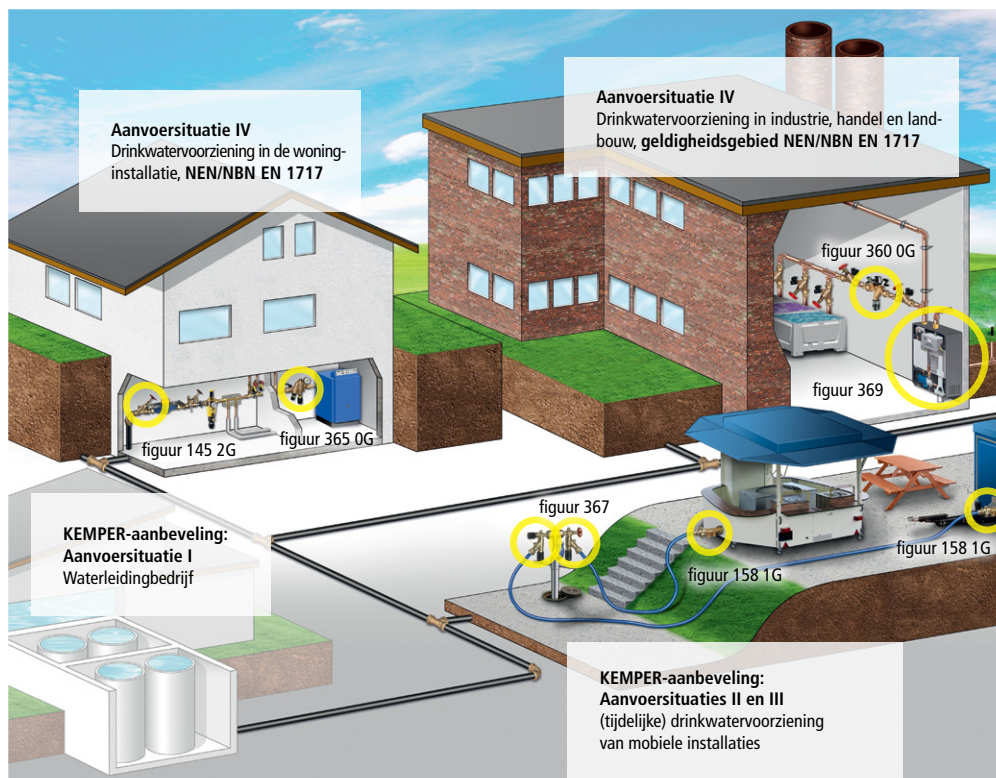 Aanvoersituatie IV
Drinkwatervoorziening in de woning-
installatie, NEN/NBN EN 1717
Aanvoersituatie IV
Drinkwatervoorziening in industrie, handel en land-
bouw, geldigheidsgebied NEN/NBN EN 1717
figuur 360 0G
figuur 369
figuur 145 2G
figuur 365 0G
KEMPER-aanbeveling:
Aanvoersituatie I
Waterleidingbedrijf
figuur 367
figuur 158 1G
figuur 158 1G
KEMPER-aanbeveling:
Aanvoersituaties II en III
(tijdelijke) drinkwatervoorziening
van mobiele installaties